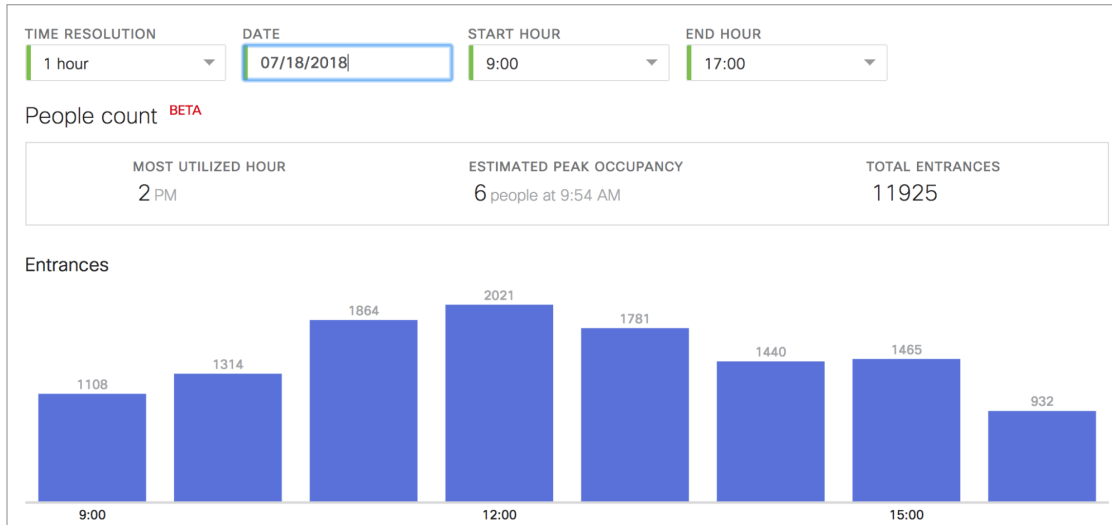 TIME RESOLUTION DATE START HOUR END HOUR
1 hour 07/18/2018 9:00 17:00
People count BETA
MOST UTILIZED HOUR ESTIMATED PEAK OCCUPANCY TOTAL ENTRANCES
2 PM 6 people at 9:54 AM 11925
Entrances
1108 1314 1864 2021 1781 1440 1465 932
9:00 12:00 15:00